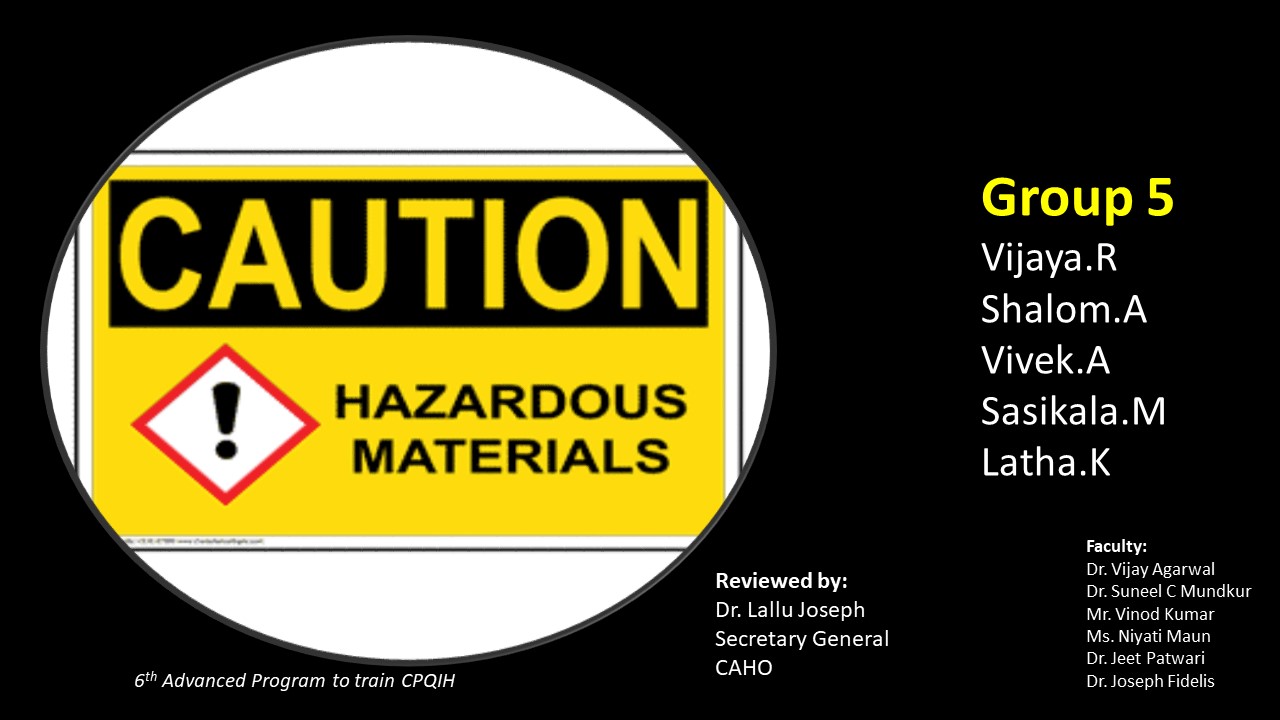 CAUTION
HAZARDOUS
MATERIALS
Group 5
Vijaya.R
Shalom.A
Vivek.A
Sasikala.M
Latha.K
Reviewed by:
Dr. Lallu Joseph
Secretary General
CAHO
Faculty:
Dr. Vijay Agarwal
Dr. Suneel C Mundkur
Mr. Vinod Kumar
Ms. Niyati Maun
Dr. Jeet Patwari
Dr. Joseph Fidelis
6th Advanced Program to train CPQIH